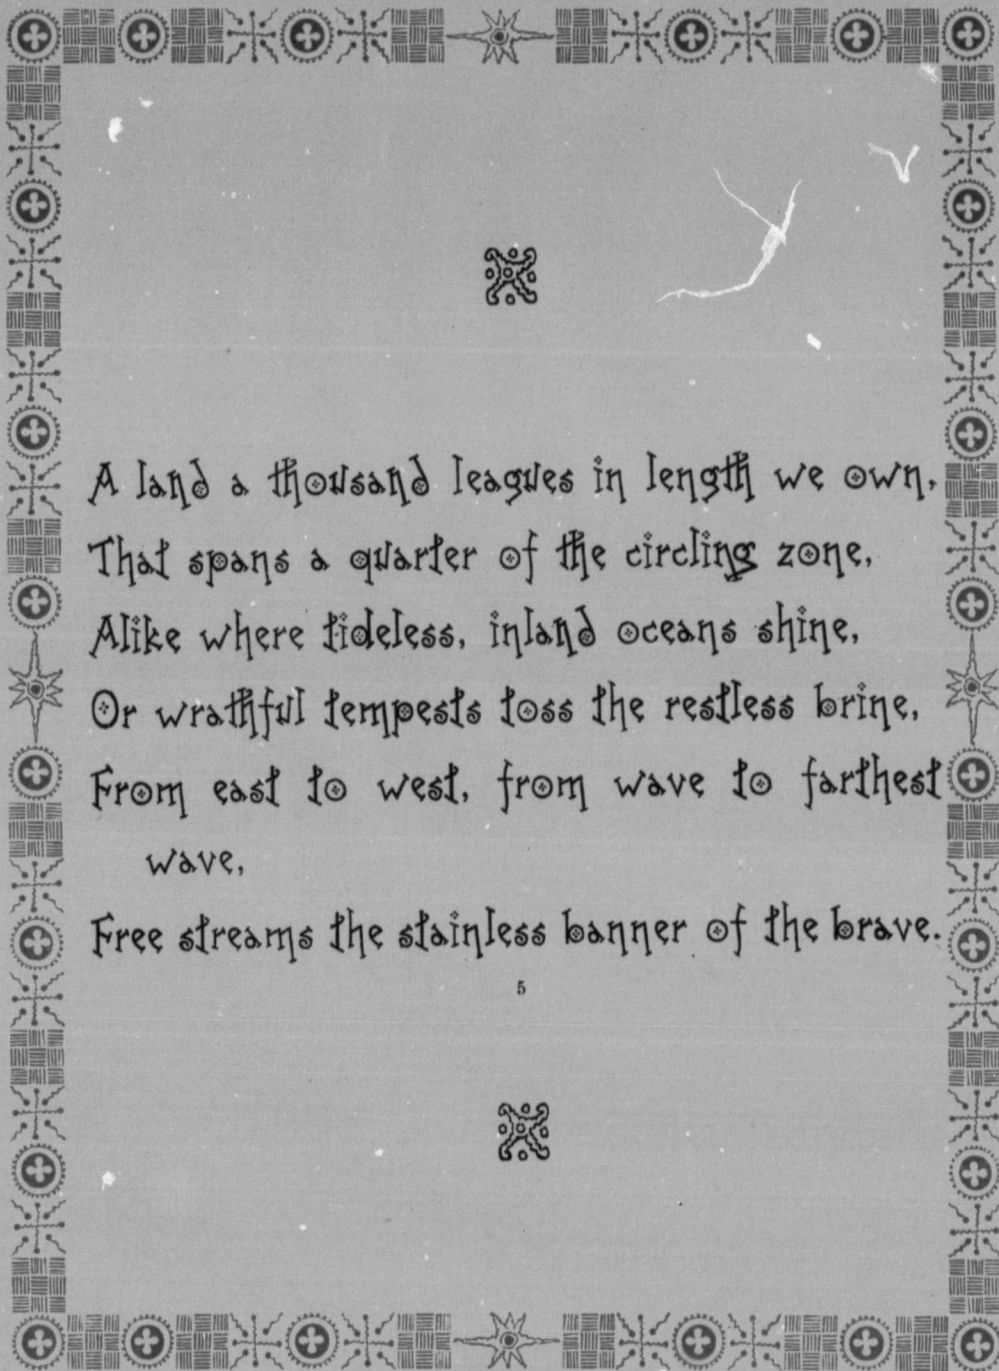 A land a thousand leagues in length we own,
That spans a quarter of the circling zone,
Alike where tideless, inland oceans shine,
Or wrathful tempests toss the restless brine,
From east to west, from wave to farthest
wave,
Free streams the stainless banner of the brave.
5